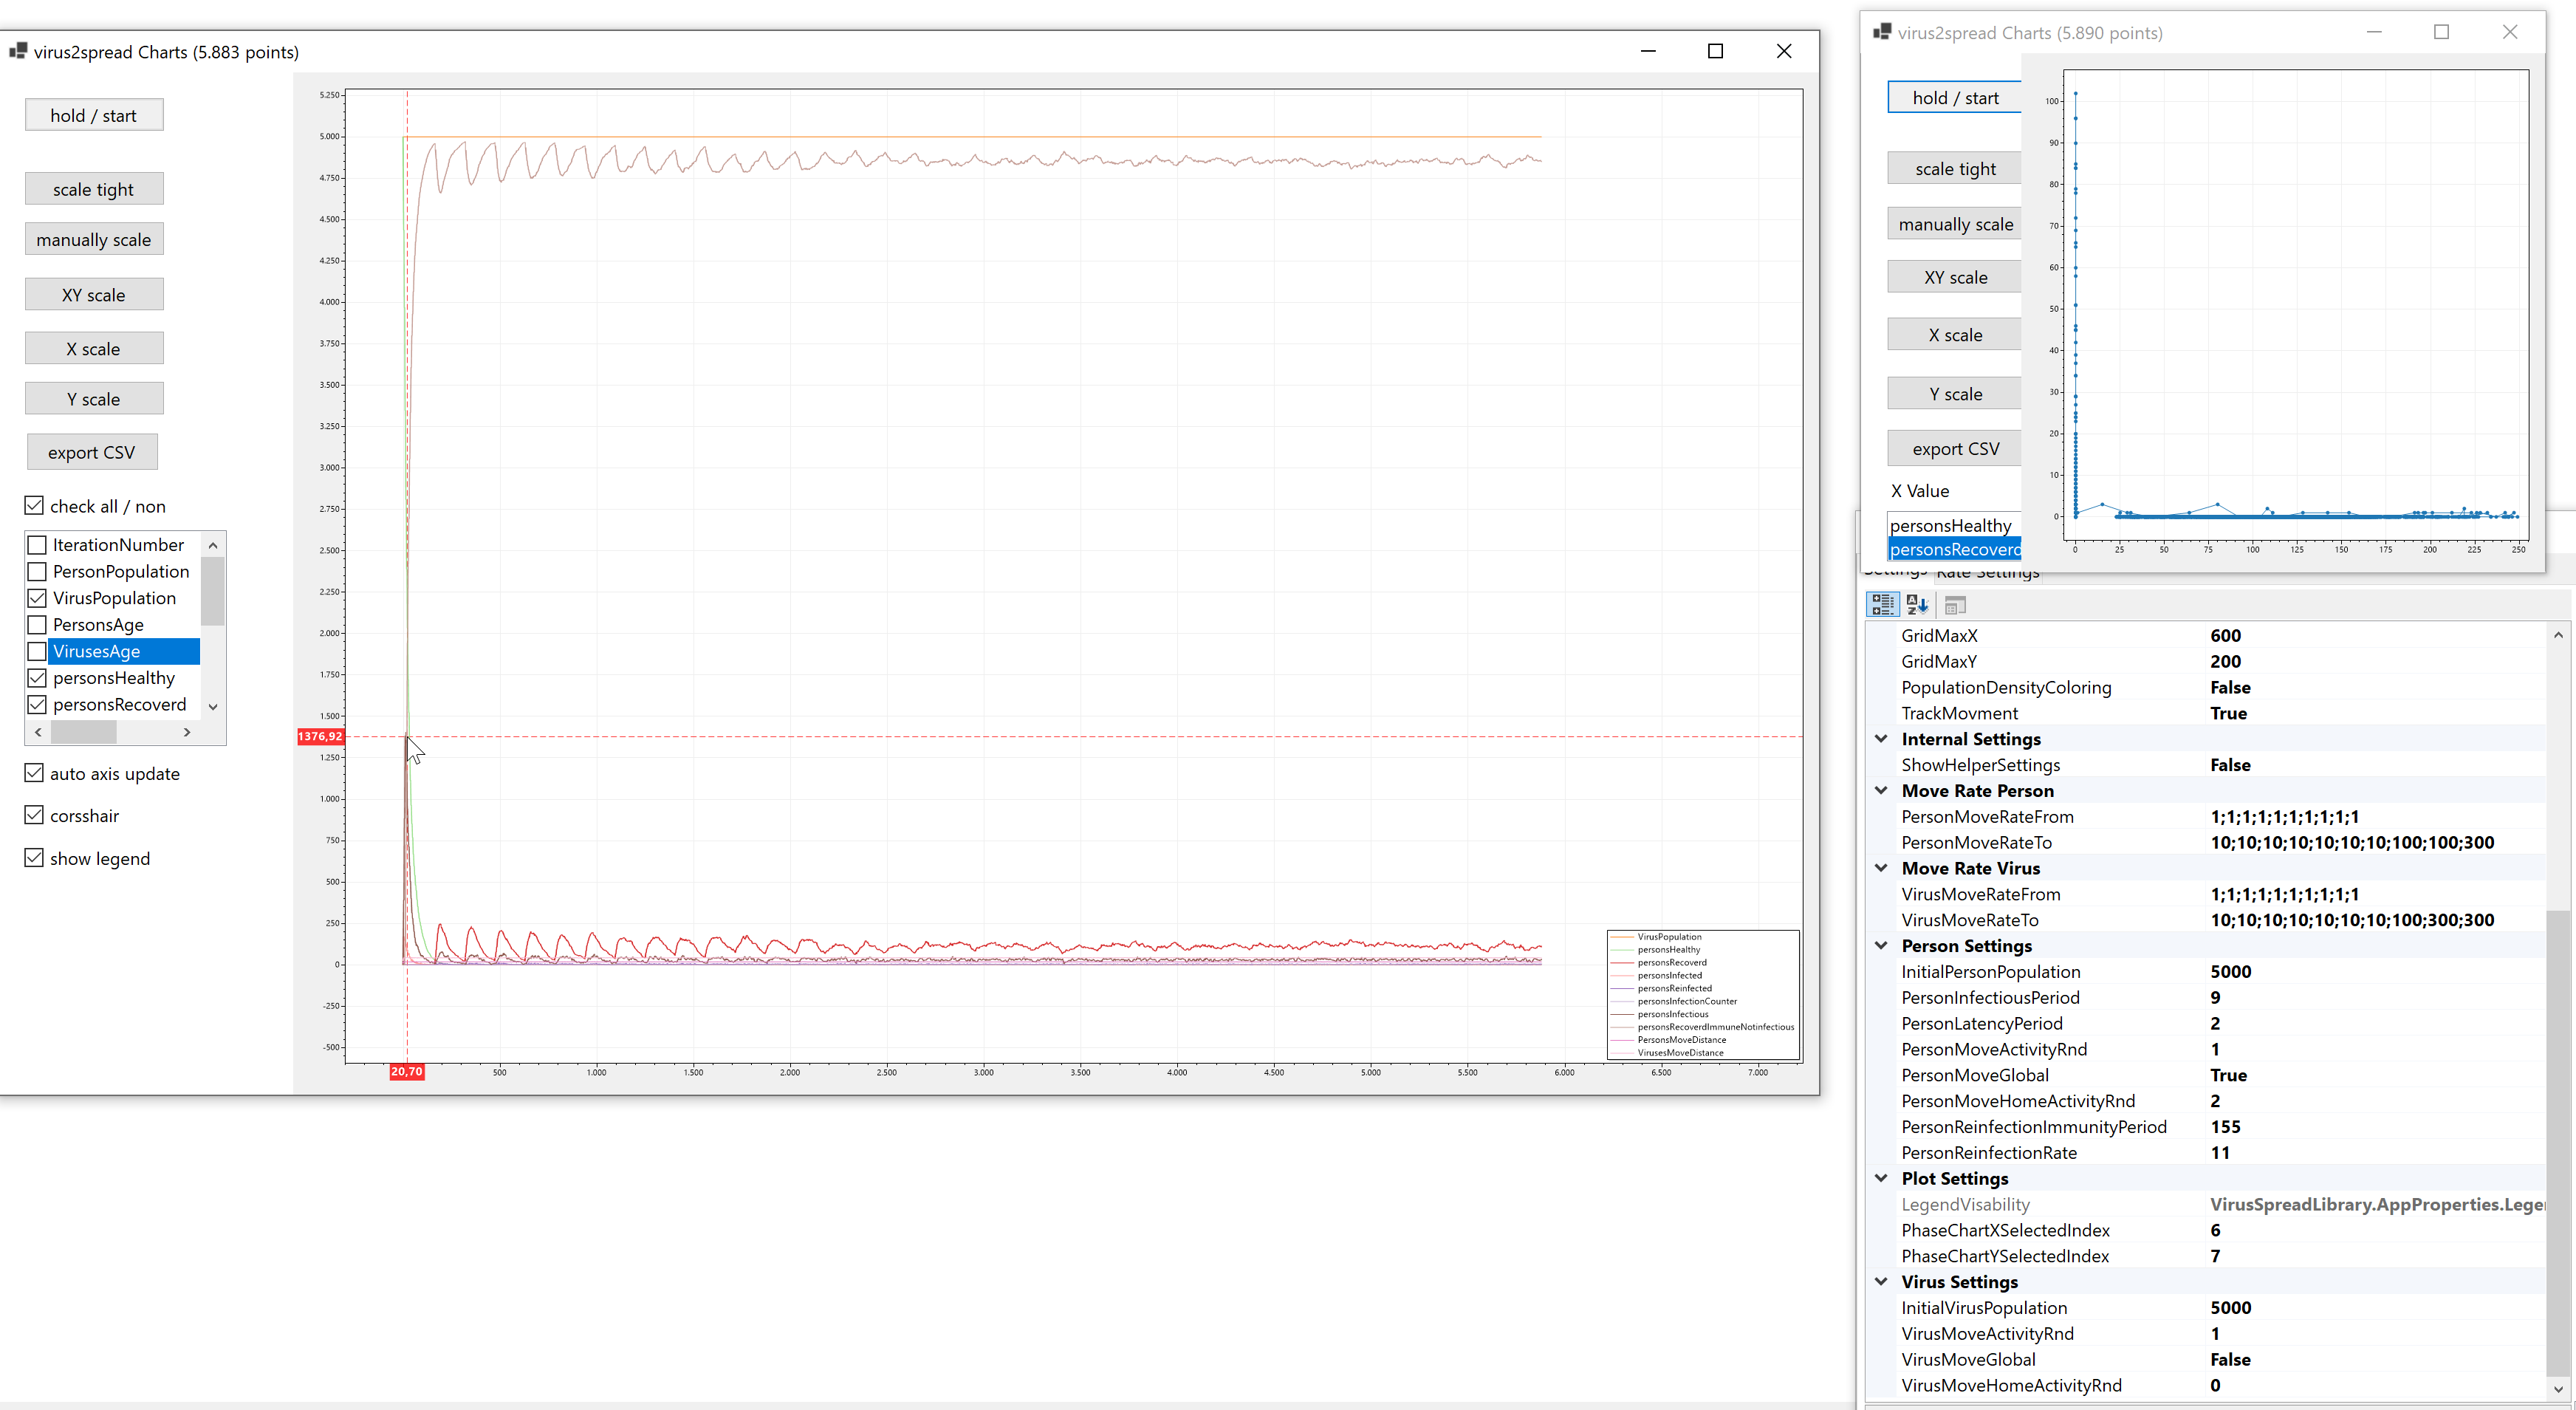 virus2spread Charts (5.883 points)
hold / start
scale tight
manually scale
XY scale
X scale
Y scale
export CSV
check all / non
IterationNumber
PersonPopulation
VirusPopulation
PersonsAge
VirusesAge
personsHealthy
personsRecoverd
auto axis update
corsshair
show legend
5.250
5.000
4.750
4.500
4.250
4.000
3.750
3.500
3.250
3.000
2.750
2.500
2.250
2.000
1.750
1.500
1376,92
1.250
1.000
750
500
250
0
-250
-500
20,70
500
1.000
1.500
2.000
2.500
3.000
3.500
4.000
4.500
5.000
5.500
6.000
6.500
7.000
VirusPopulation
personsHealthy
personsRecoverd
personsInfected
personsReinfected
personsInfectionCounter
personsInfectious
personsRecoverdImmuneNotinfectious
PersonsMoveDistance
VirusesMoveDistance
virus2spread Charts (5.890 points)
hold / start
scale tight
manually scale
XY scale
X scale
Y scale
export CSV
X Value
personsHealthy
personsRecoverd
100
90
80
70
60
50
40
30
20
10
0
0
25
50
75
100
125
150
175
200
225
250
Settings
Rate Settings
GridMaxX 600
GridMaxY 200
PopulationDensityColoring False
TrackMovment True
Internal Settings
ShowHelperSettings False
Move Rate Person
PersonMoveRateFrom 1;1;1;1;1;1;1;1;1;1
PersonMoveRateTo 10;10;10;10;10;10;10;100;100;300
Move Rate Virus
VirusMoveRateFrom 1;1;1;1;1;1;1;1;1;1
VirusMoveRateTo 10;10;10;10;10;10;10;100;300;300
Person Settings
InitialPersonPopulation 5000
PersonInfectiousPeriod 9
PersonLatencyPeriod 2
PersonMoveActivityRnd 1
PersonMoveGlobal True
PersonMoveHomeActivityRnd 2
PersonReinfectionImmunityPeriod 155
PersonReinfectionRate 11
Plot Settings
LegendVisability VirusSpreadLibrary.AppProperties.Lege
PhaseChartXSelectedIndex 6
PhaseChartYSelectedIndex 7
Virus Settings
InitialVirusPopulation 5000
VirusMoveActivityRnd 1
VirusMoveGlobal False
VirusMoveHomeActivityRnd 0